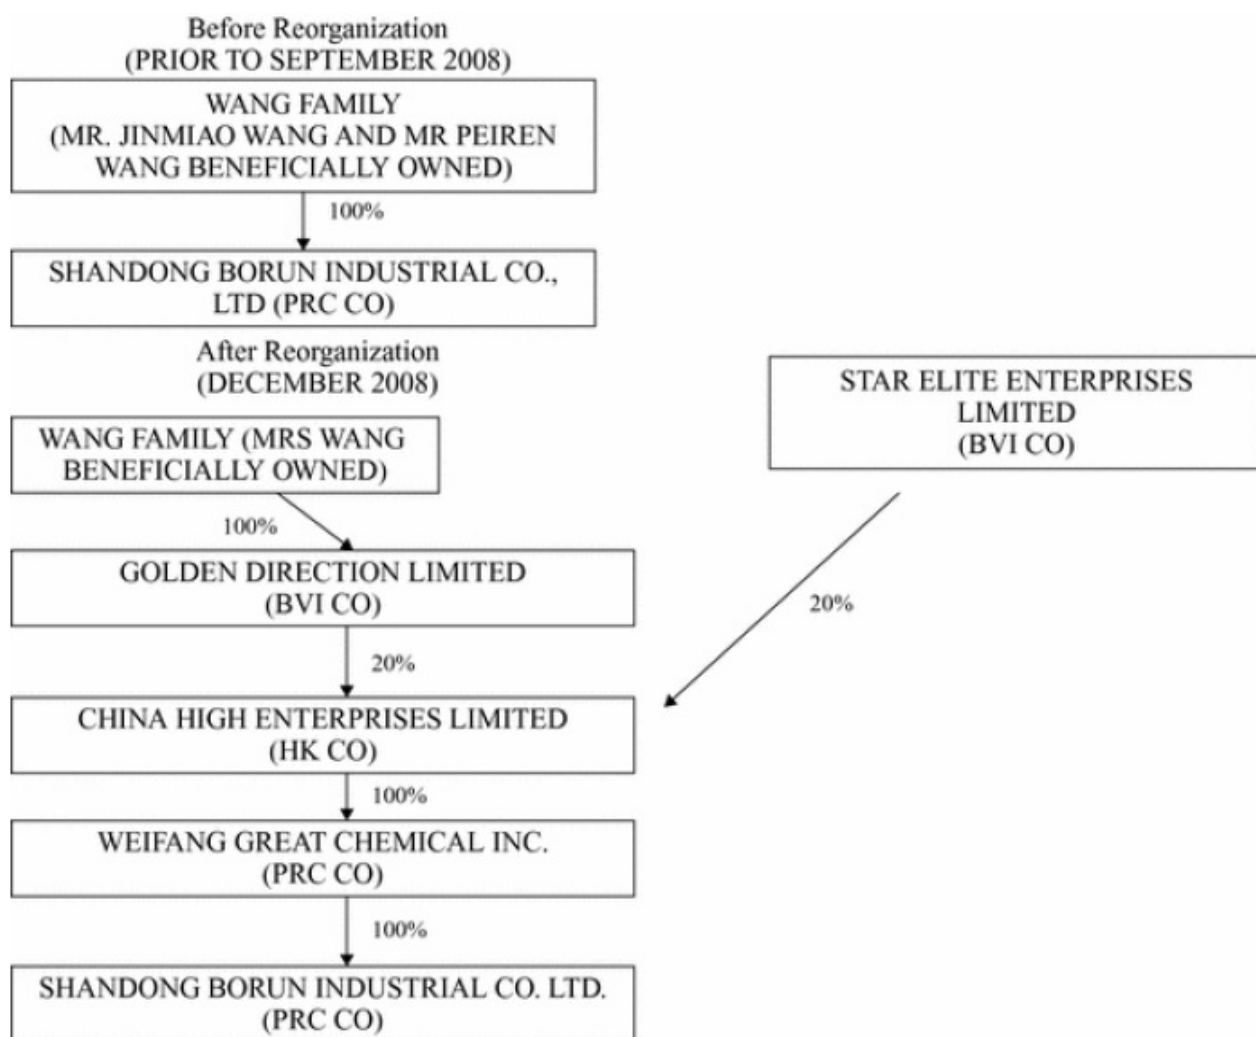 Before Reorganization
(PRIOR TO SEPTEMBER 2008)
WANG FAMILY
(MR. JINMIAO WANG AND MR PEIREN
WANG BENEFICIALLY OWNED)
100%
SHANDONG BORUN INDUSTRIAL CO.,
LTD (PRC CO)
After Reorganization
(DECEMBER 2008)
STAR ELITE ENTERPRISES
LIMITED
(BVI CO)
WANG FAMILY (MRS WANG
BENEFICIALLY OWNED)
100%
GOLDEN DIRECTION LIMITED
(BVI CO)
20%
20%
CHINA HIGH ENTERPRISES LIMITED
(HK CO)
100%
WEIFANG GREAT CHEMICAL INC.
(PRC CO)
100%
SHANDONG BORUN INDUSTRIAL CO. LTD.
(PRC CO)